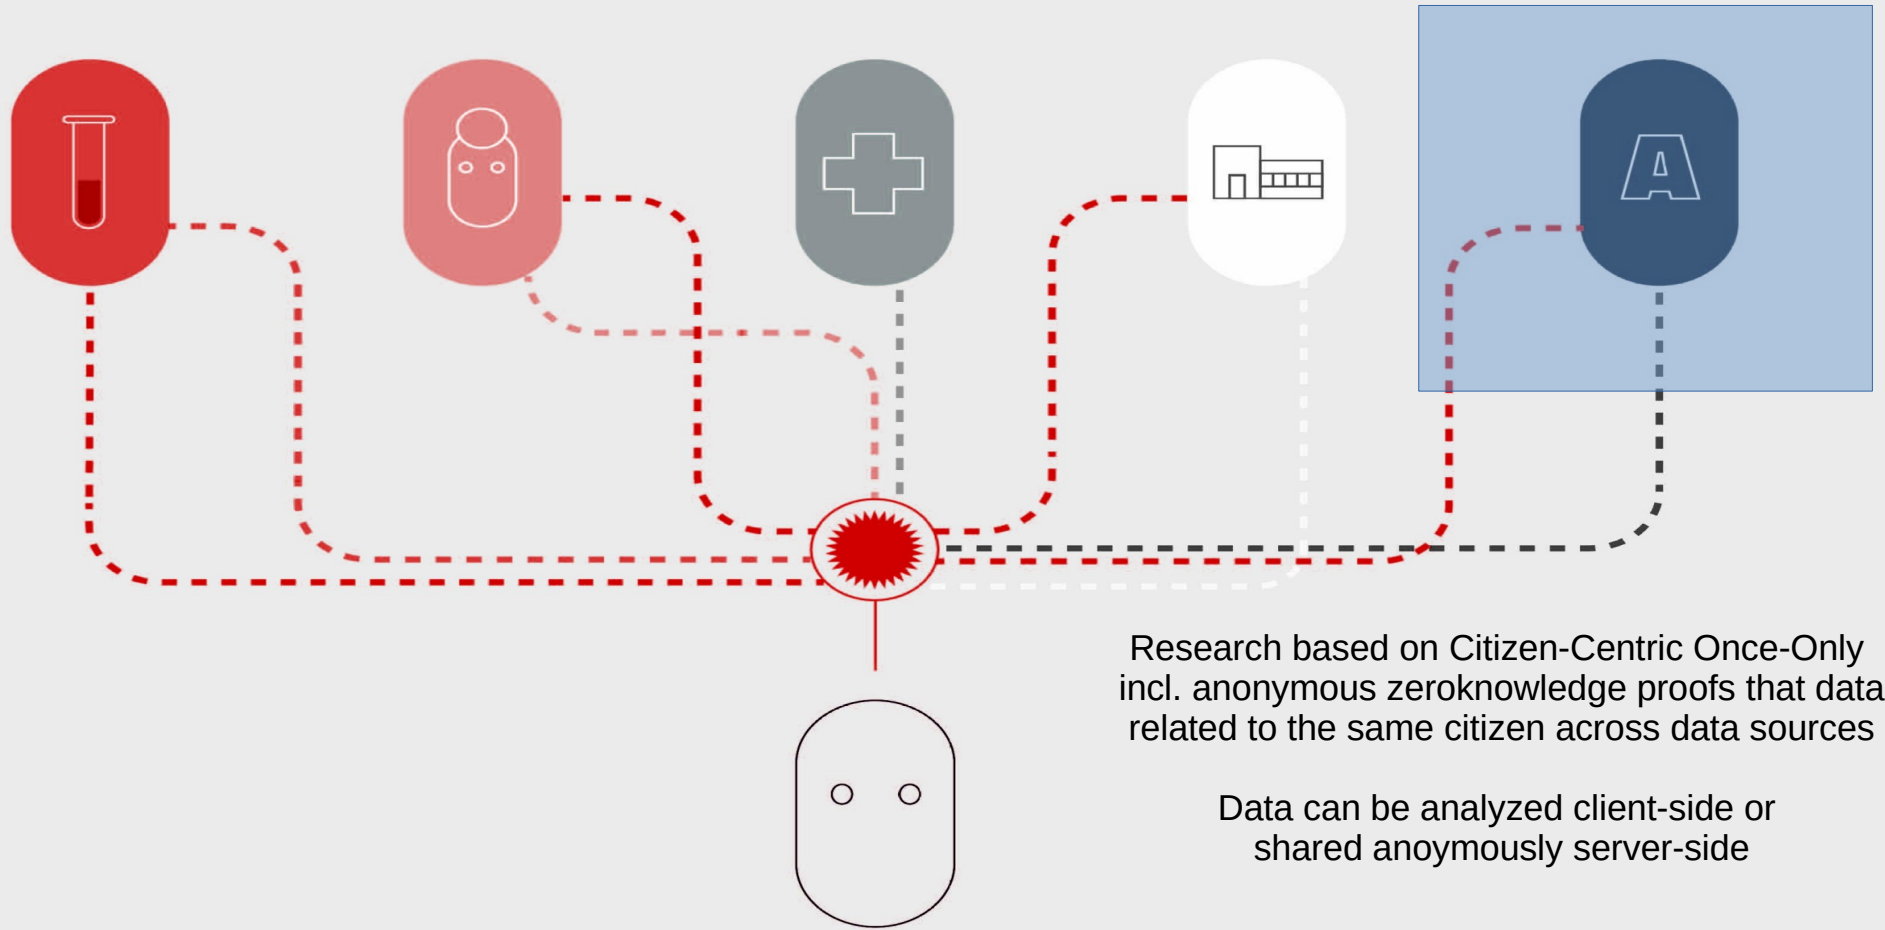 A
Research based on Citizen-Centric Once-Only
incl. anonymous zeroknowledge proofs that data
related to the same citizen across data sources
Data can be analyzed client-side or
shared anoymously server-side